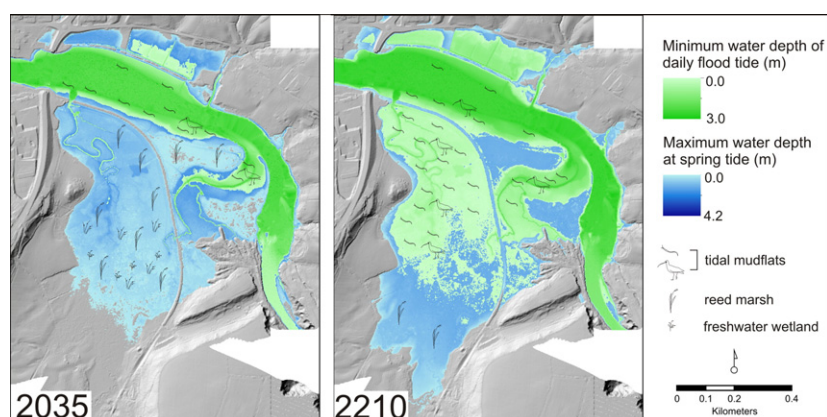 2035
2210
Minimum water depth of
daily flood tide (m)
0.0
3.0
Maximum water depth
at spring tide (m)
0.0
4.2
tidal mudflats
reed marsh
freshwater wetland
0 0.1 0.2 0.4
Kilometers